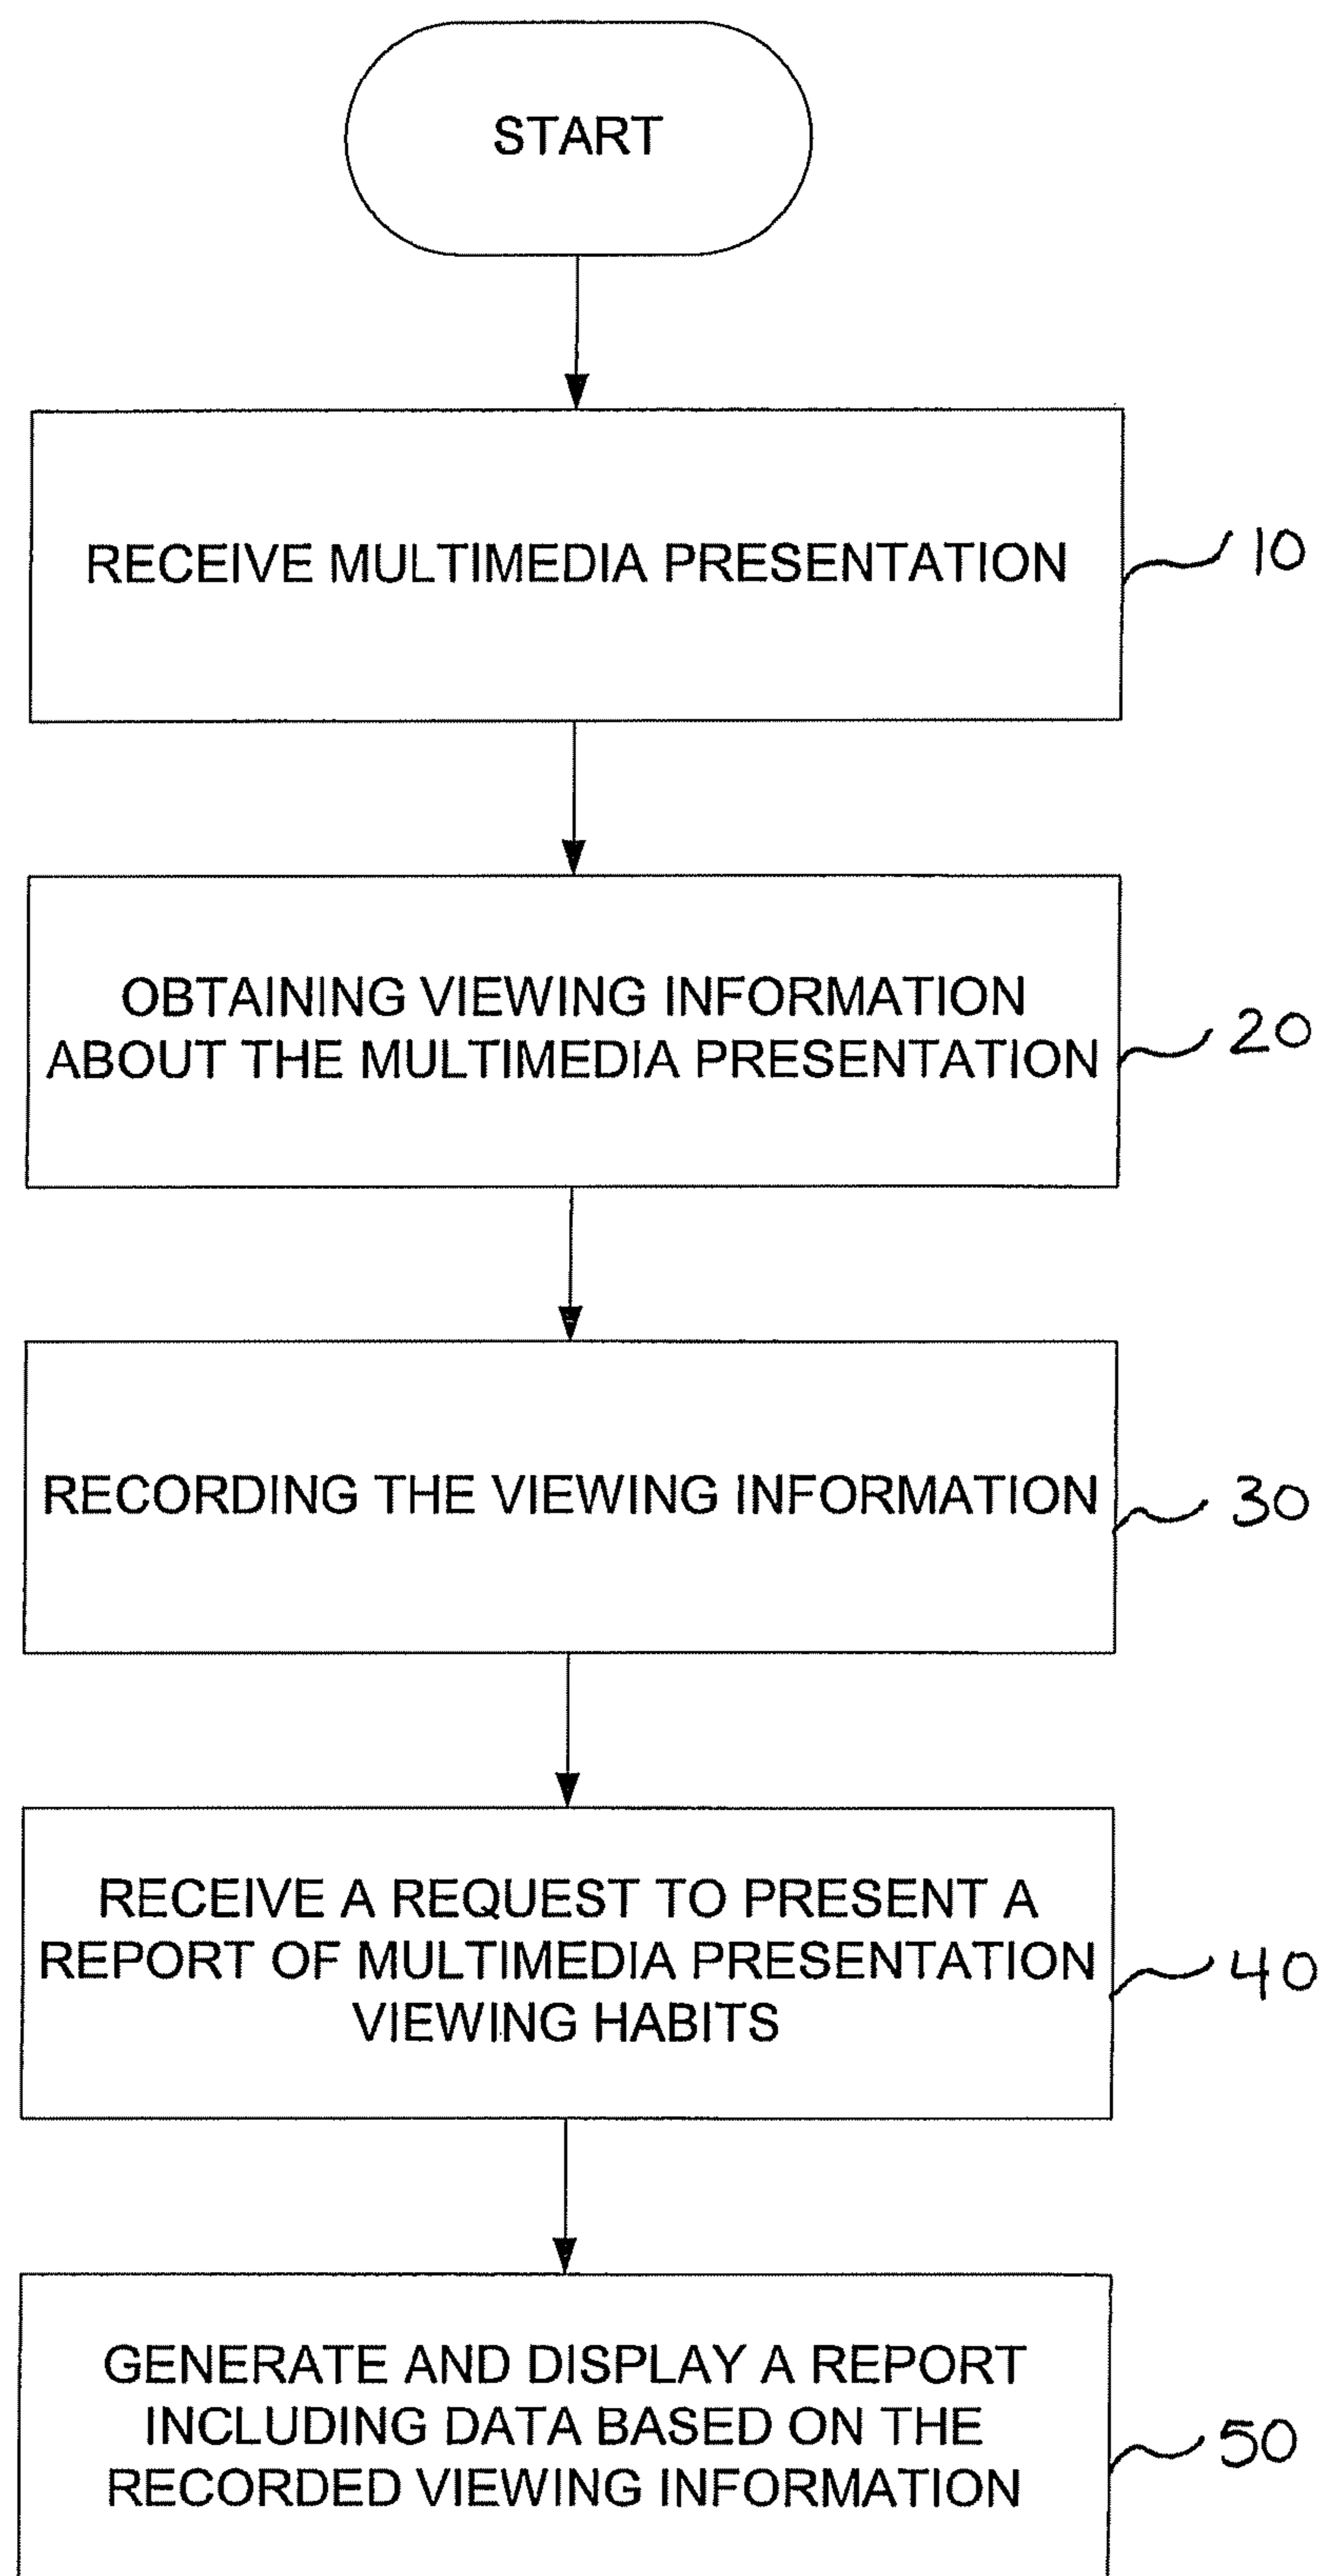 START
RECEIVE MULTIMEDIA PRESENTATION
10
OBTAINING VIEWING INFORMATION
ABOUT THE MULTIMEDIA PRESENTATION
20
RECORDING THE VIEWING INFORMATION
30
RECEIVE A REQUEST TO PRESENT A
REPORT OF MULTIMEDIA PRESENTATION
VIEWING HABITS
40
GENERATE AND DISPLAY A REPORT
INCLUDING DATA BASED ON THE
RECORDED VIEWING INFORMATION
50